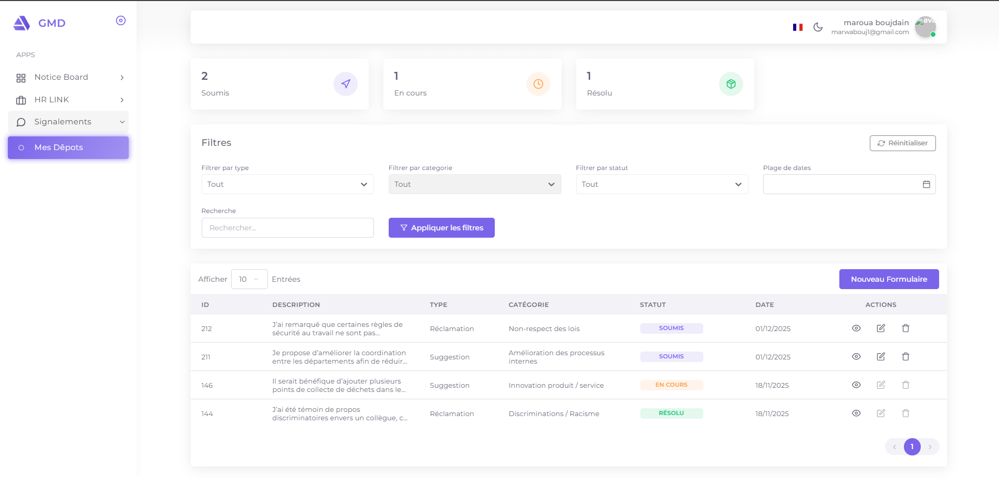 GMD
APPS
Notice Board
HR LINK
Signalements
Mes Dêpots
maroua boujdain
marwabouj1@gmail.com
2
Soumis
1
En cours
1
Résolu
Filtres
Réinitialiser
Filtrer par type
Filtrer par categorie
Filtrer par statut
Plage de dates
Tout
Tout
Tout
Recherche
Rechercher...
Appliquer les filtres
Afficher 10 Entrées
Nouveau Formulaire
ID DESCRIPTION TYPE CATÉGORIE STATUT DATE ACTIONS
212 J'ai remarqué que certaines règles de Réclamation Non-respect des lois SOUMIS 01/12/2025
sécurité au travail ne sont pas...
211 Je propose d'améliorer la coordination Suggestion Amélioration des processus SOUMIS 01/12/2025
entre les départements afin de réduir... internes
146 Il serait bénéfique d'ajouter plusieurs Suggestion Innovation produit / service EN COURS 18/11/2025
points de collecte de déchets dans le...
144 J'ai été témoin de propos Réclamation Discriminations / Racisme RÉSOLU 18/11/2025
discriminatoires envers un collègue, c...
1